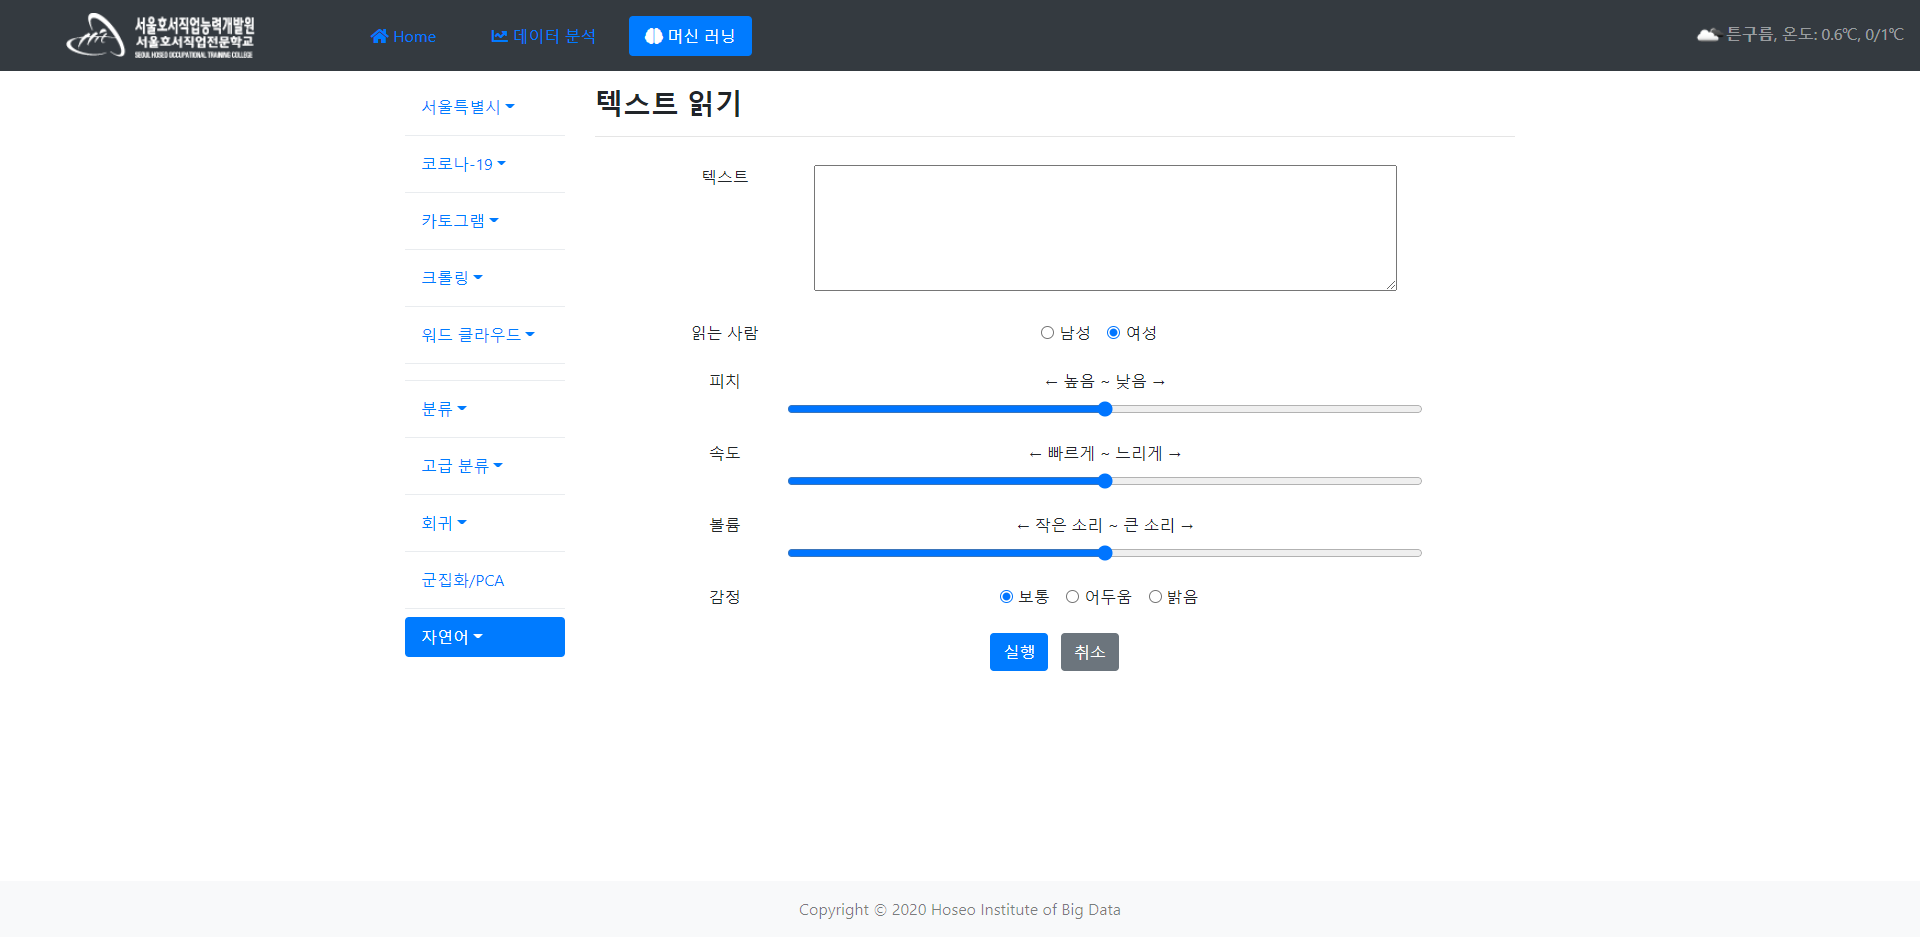 서울호서직업능력개발원
서울호서직업전문학교
SEOUL HOSEO OCCUPATIONAL TRAINING COLLEGE
Home 데이터 분석 머신 러닝
튼구름, 온도: 0.6℃, 0/1℃
서울특별시
코로나-19
카토그램
크롤링
워드 클라우드
분류
고급 분류
회귀
군집화/PCA
자연어
텍스트 읽기
텍스트
읽는 사람 남성 여성
피치 ← 높음 ~ 낮음 →
속도 ← 빠르게 ~ 느리게 →
볼륨 ← 작은 소리 ~ 큰 소리 →
감정 보통 어두움 밝음
실행 취소
Copyright © 2020 Hoseo Institute of Big Data